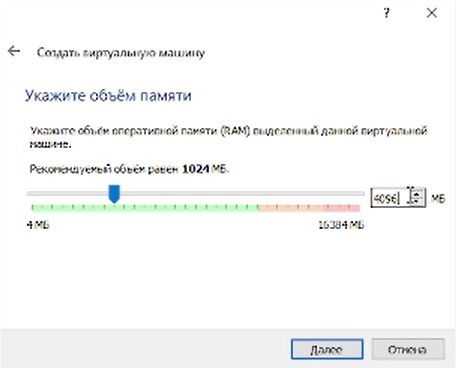 ?
Создать виртуальную машину
Укажите объём памяти
Укажите объём оперативной памяти (RAM) выделенный данной виртуальной
машине.
Рекомендуемый объём равен 1024 МБ.
4096 МБ
4 МБ 16384 МБ
Далее Отмена